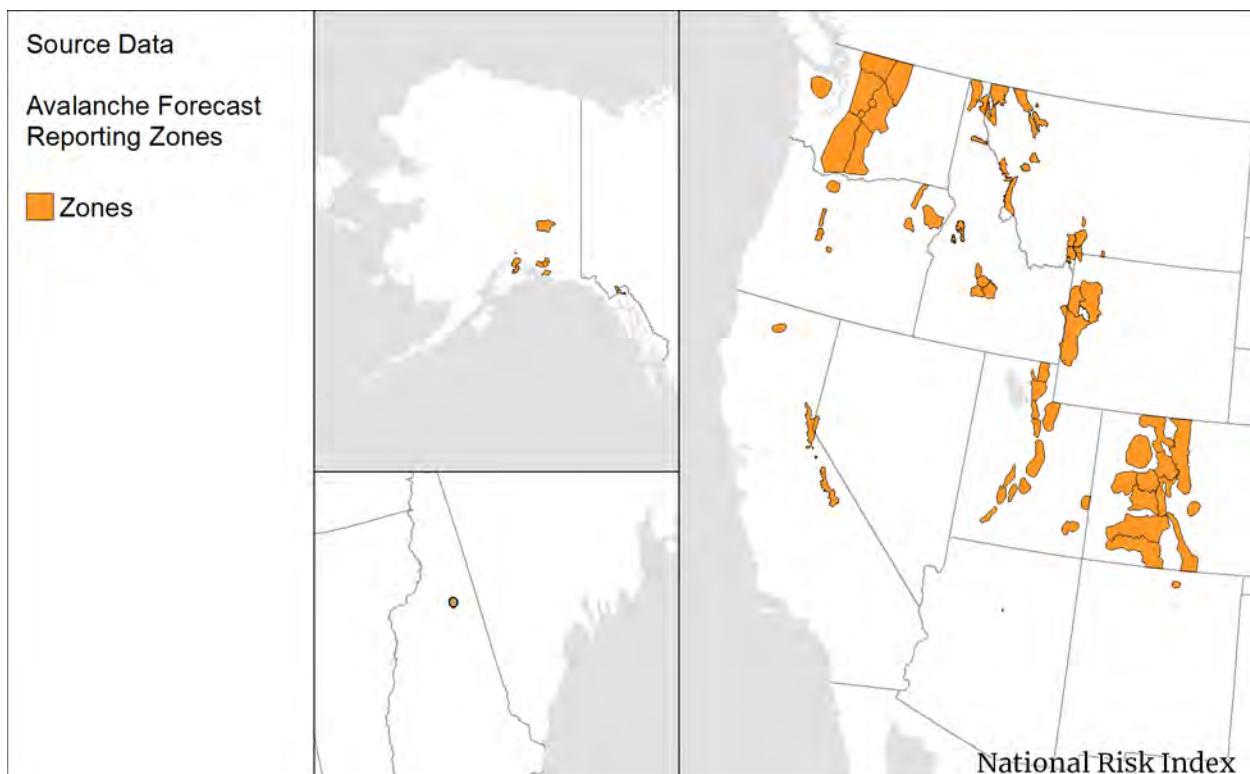 Source Data
Avalanche Forecast
Reporting Zones
Zones
National Risk Index